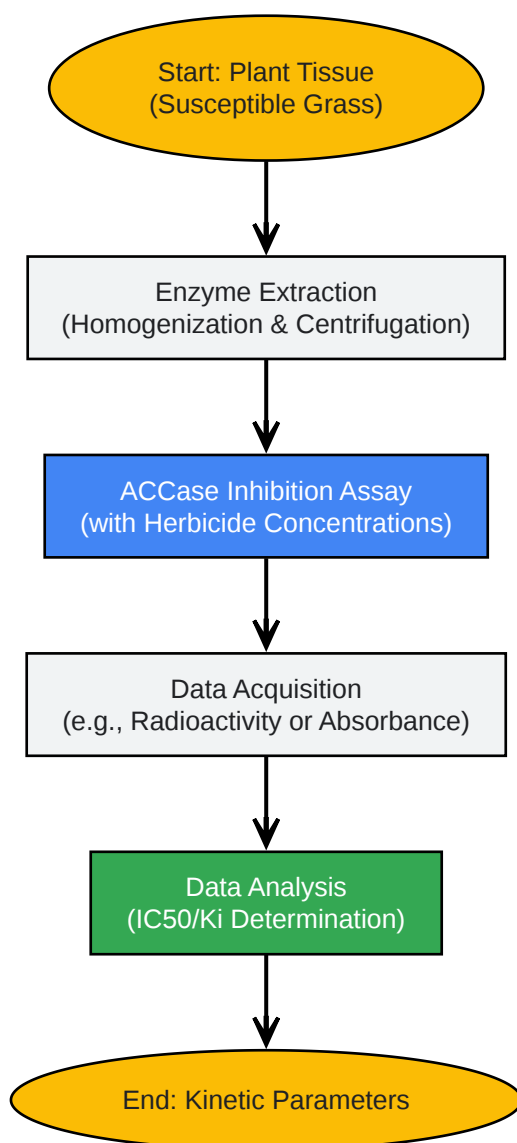 Start: Plant Tissue
(Susceptible Grass)
Enzyme Extraction
(Homogenization & Centrifugation)
ACCase Inhibition Assay
(with Herbicide Concentrations)
Data Acquisition
(e.g., Radioactivity or Absorbance)
Data Analysis
(IC50/Ki Determination)
End: Kinetic Parameters